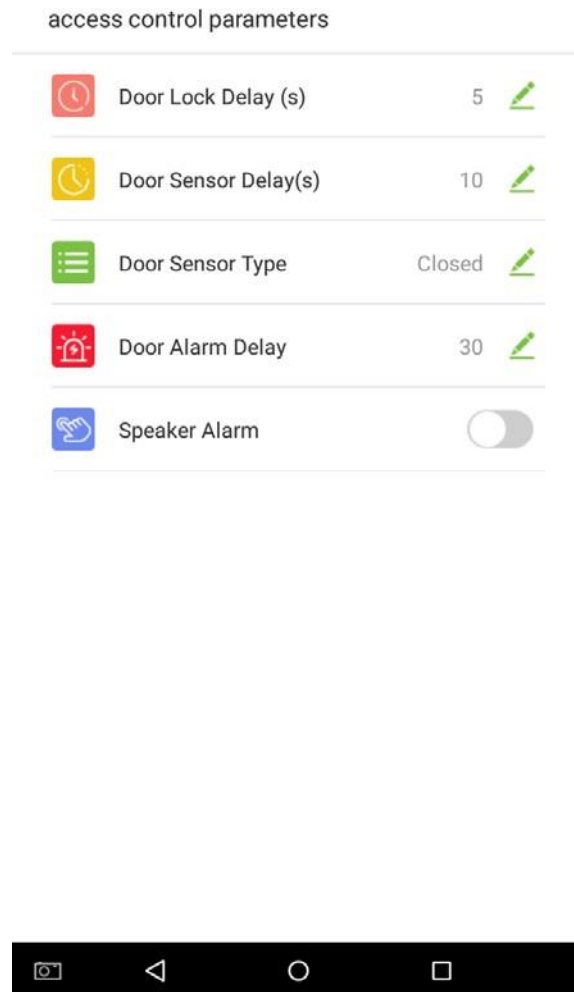 access control parameters
Door Lock Delay (s) 5
Door Sensor Delay(s) 10
Door Sensor Type Closed
Door Alarm Delay 30
Speaker Alarm